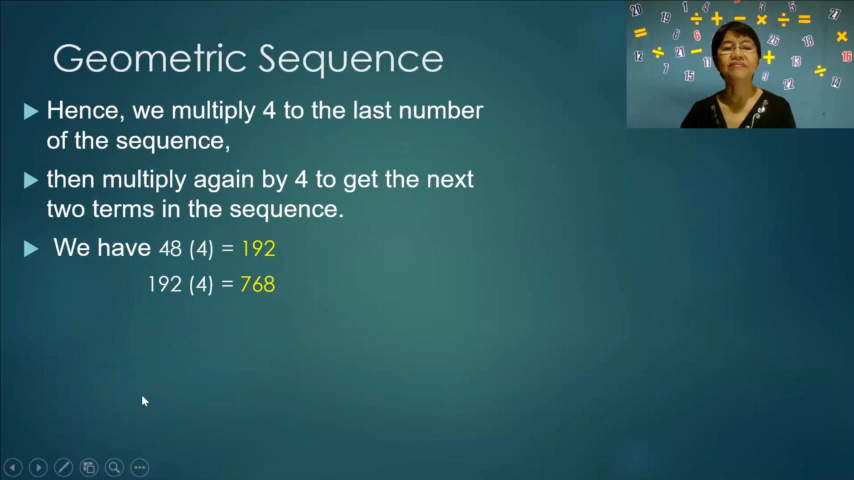 Geometric Sequence
Hence, we multiply 4 to the last number
of the sequence,
then multiply again by 4 to get the next
two terms in the sequence.
We have 48 (4) = 192
192 (4) = 768